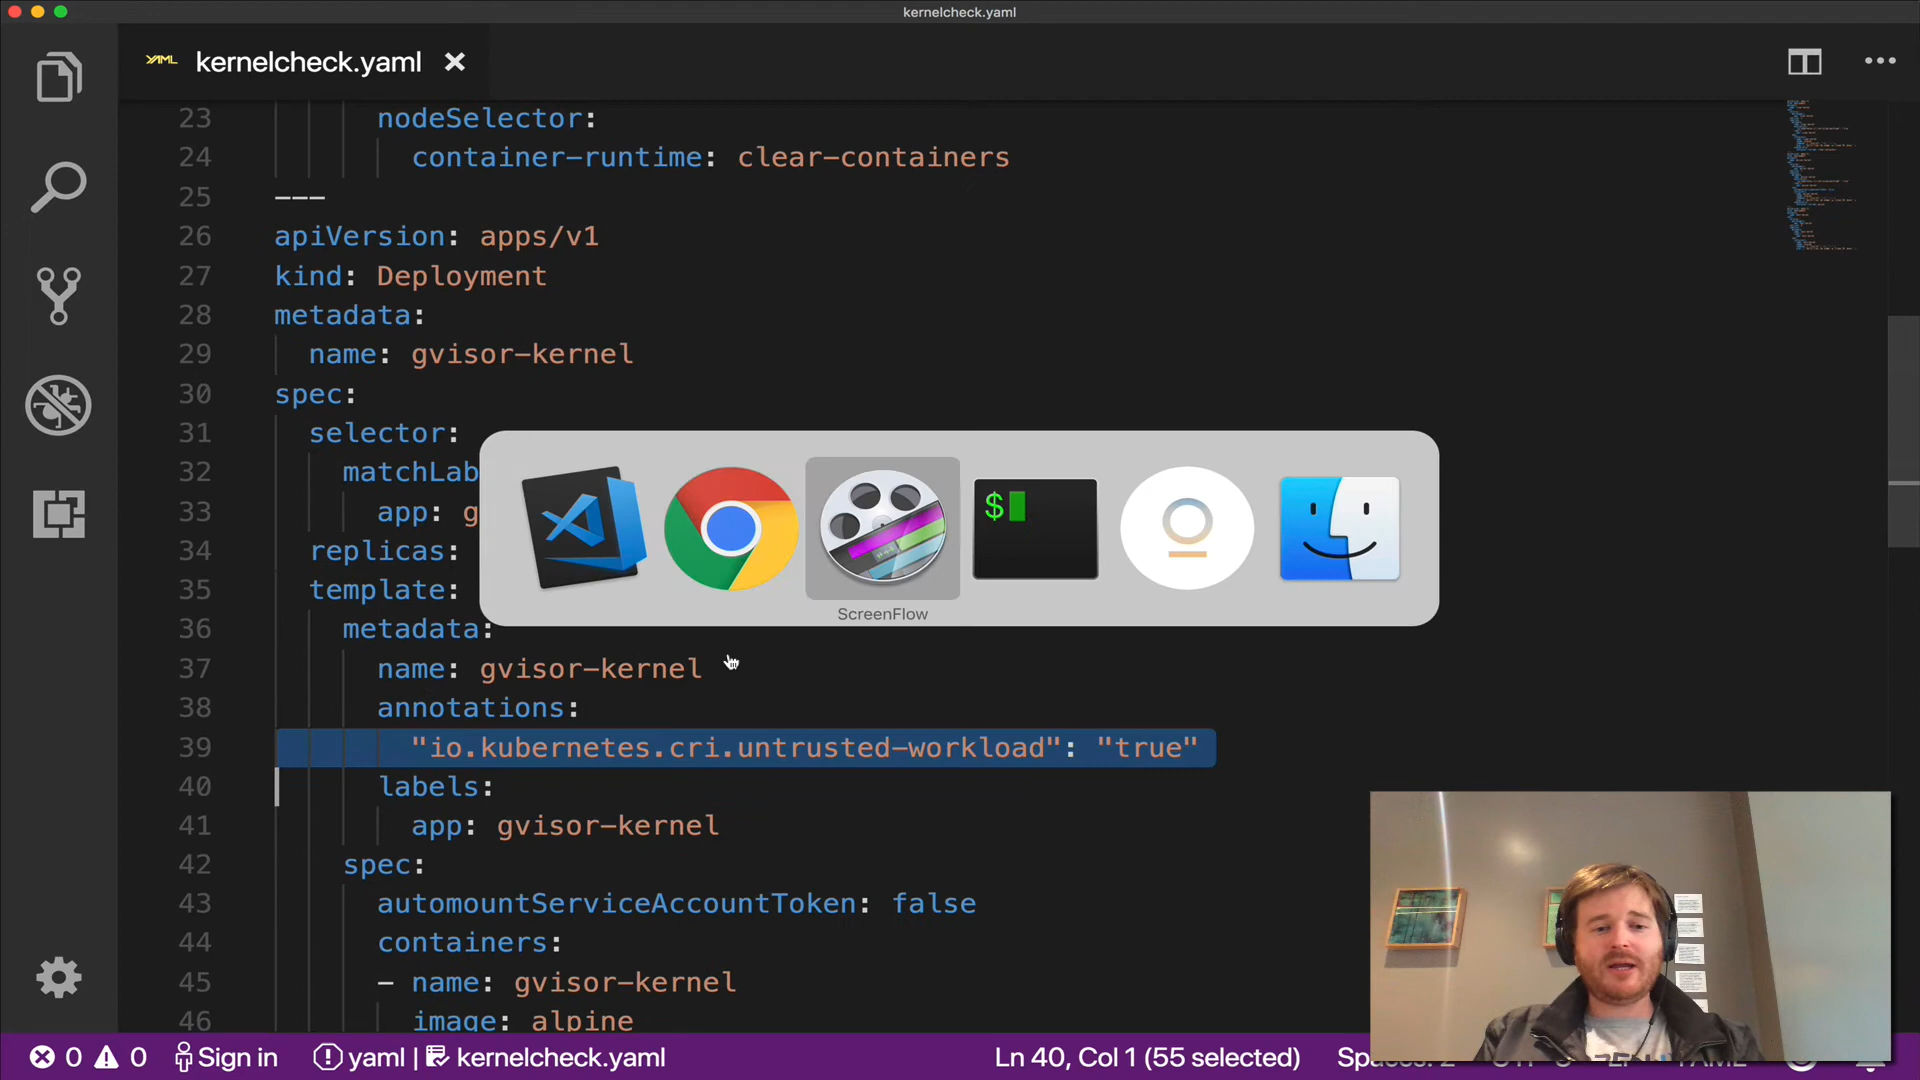 kernelcheck.yaml
YAML kernelcheck.yaml
23 nodeSelector:
24 container-runtime: clear-containers
25 ---
26 apiVersion: apps/v1
27 kind: Deployment
28 metadata:
29 name: gvisor-kernel
30 spec:
31 selector:
32 matchLab
33 app: g
34 replicas:
35 template:
$
ScreenFlow
36 metadata:
37 name: gvisor-kernel
38 annotations:
39 "io.kubernetes.cri.untrusted-workload": "true"
40 labels:
41 app: gvisor-kernel
42 spec:
43 automountServiceAccountToken: false
44 containers:
45 - name: gvisor-kernel
46 image: alpine
0 0 Sign in yaml | kernelcheck.yaml Ln 40, Col 1 (55 selected)